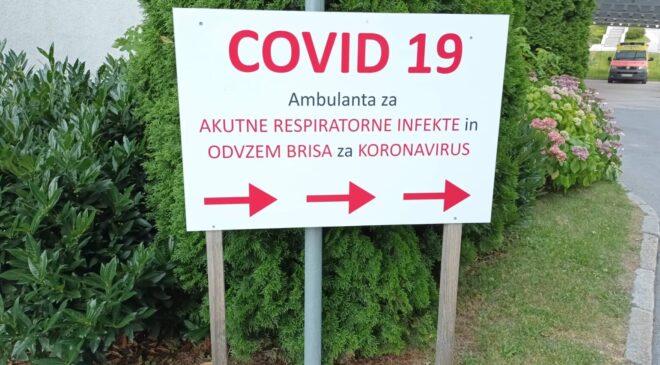 COVID 19
Ambulanta za
AKUTNE RESPIRATORNE INFEKTE in
ODVZEM BRISA za KORONAVIRUS